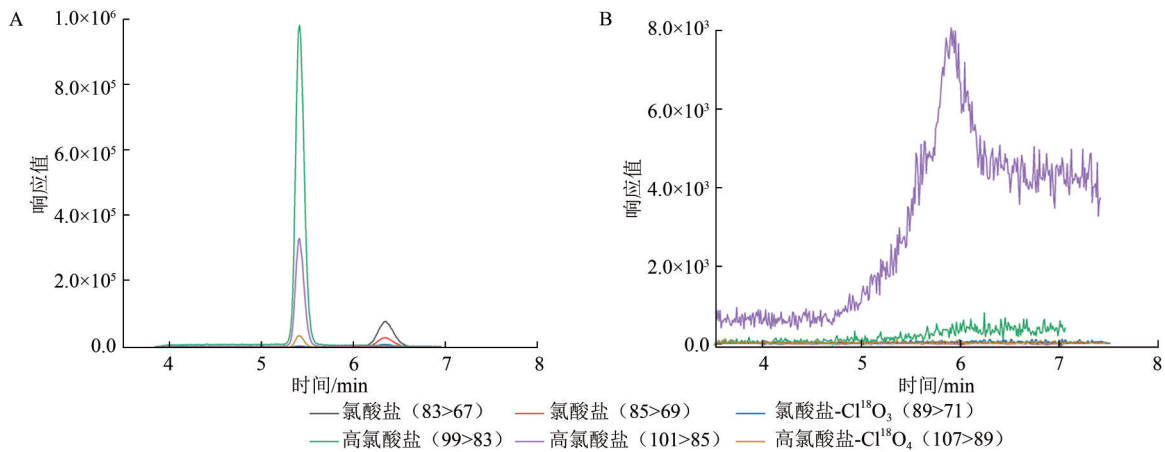 A
1.0×10⁶
8.0×10⁵
6.0×10⁵
4.0×10⁵
2.0×10⁵
0.0
响应值
4 5 6 7 8
时间/min
B
8.0×10³
6.0×10³
4.0×10³
2.0×10³
0.0
响应值
4 5 6 7 8
时间/min
氯酸盐（83>67） 氯酸盐（85>69） 氯酸盐-Cl¹⁸O₃（89>71）
高氯酸盐（99>83） 高氯酸盐（101>85） 高氯酸盐-Cl¹⁸O₄（107>89）